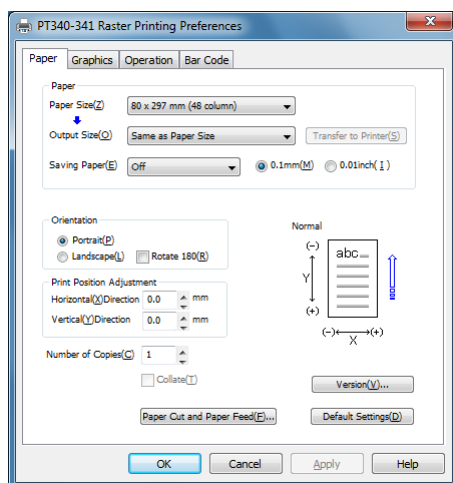 PT340-341 Raster Printing Preferences
Paper Graphics Operation Bar Code
Paper
Paper Size(Z) 80 x 297 mm (48 column)
Output Size(O) Same as Paper Size Transfer to Printer(S)
Saving Paper(E) Off 0.1mm(M) 0.01inch( I )
Orientation
Portrait(P)
Landscape(L) Rotate 180(R)
Print Position Adjustment
Horizontal(X)Direction 0.0 mm
Vertical(Y)Direction 0.0 mm
Normal
(-)
abc
Y
(+)
(-) (+)
X
Number of Copies(C) 1
Collate(T)
Version(V)...
Paper Cut and Paper Feed(F)... Default Settings(D)
OK Cancel Apply Help